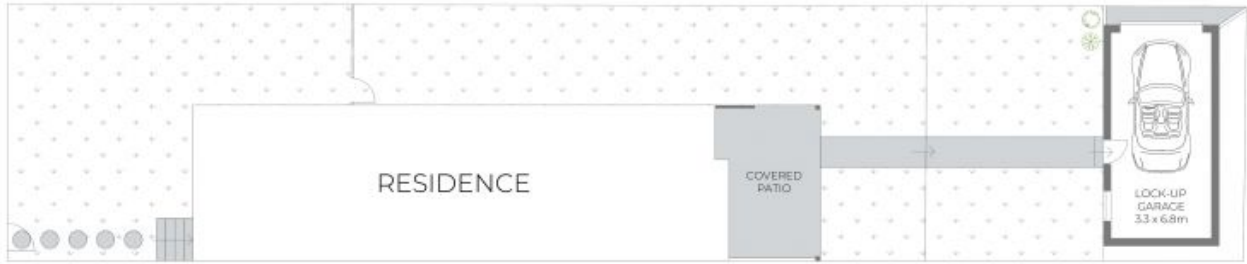 RESIDENCE
COVERED
PATIO
LOCK-UP
GARAGE
3.3 x 6.8m